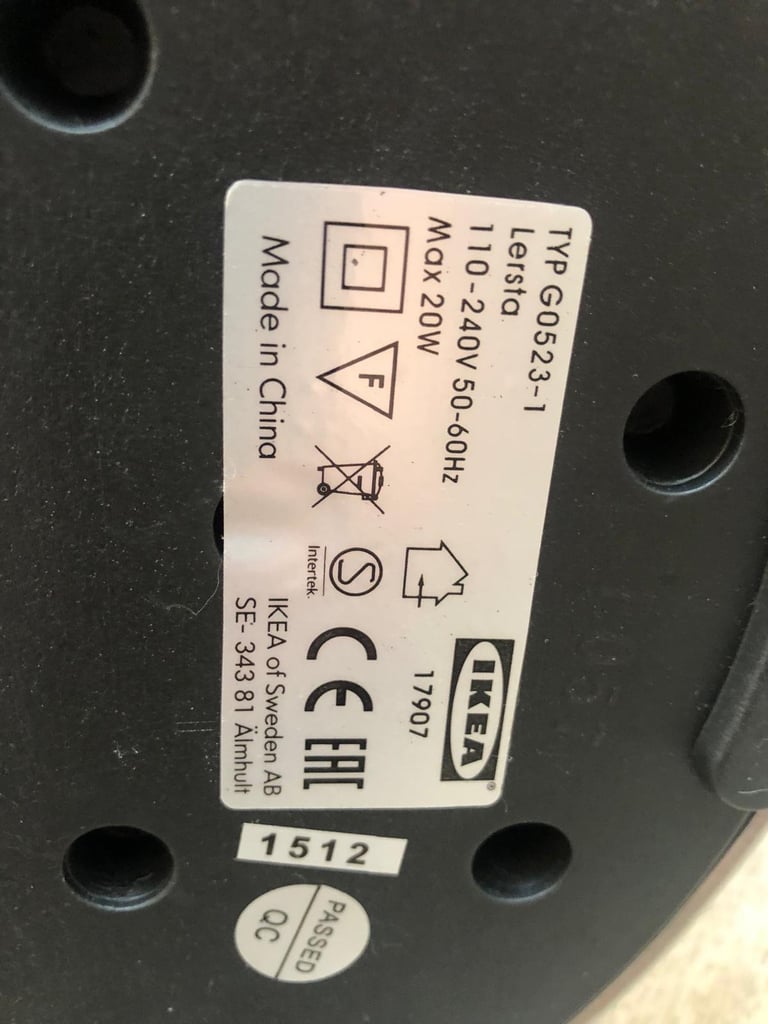 TYP G0523-1
Lersta
110-240V 50-60Hz
Max 20W
IKEA®
17907
F
S
Intertek.
CE EAC
Made in China
IKEA of Sweden AB
SE- 343 81 Älmhult
1512
PASSED
QC